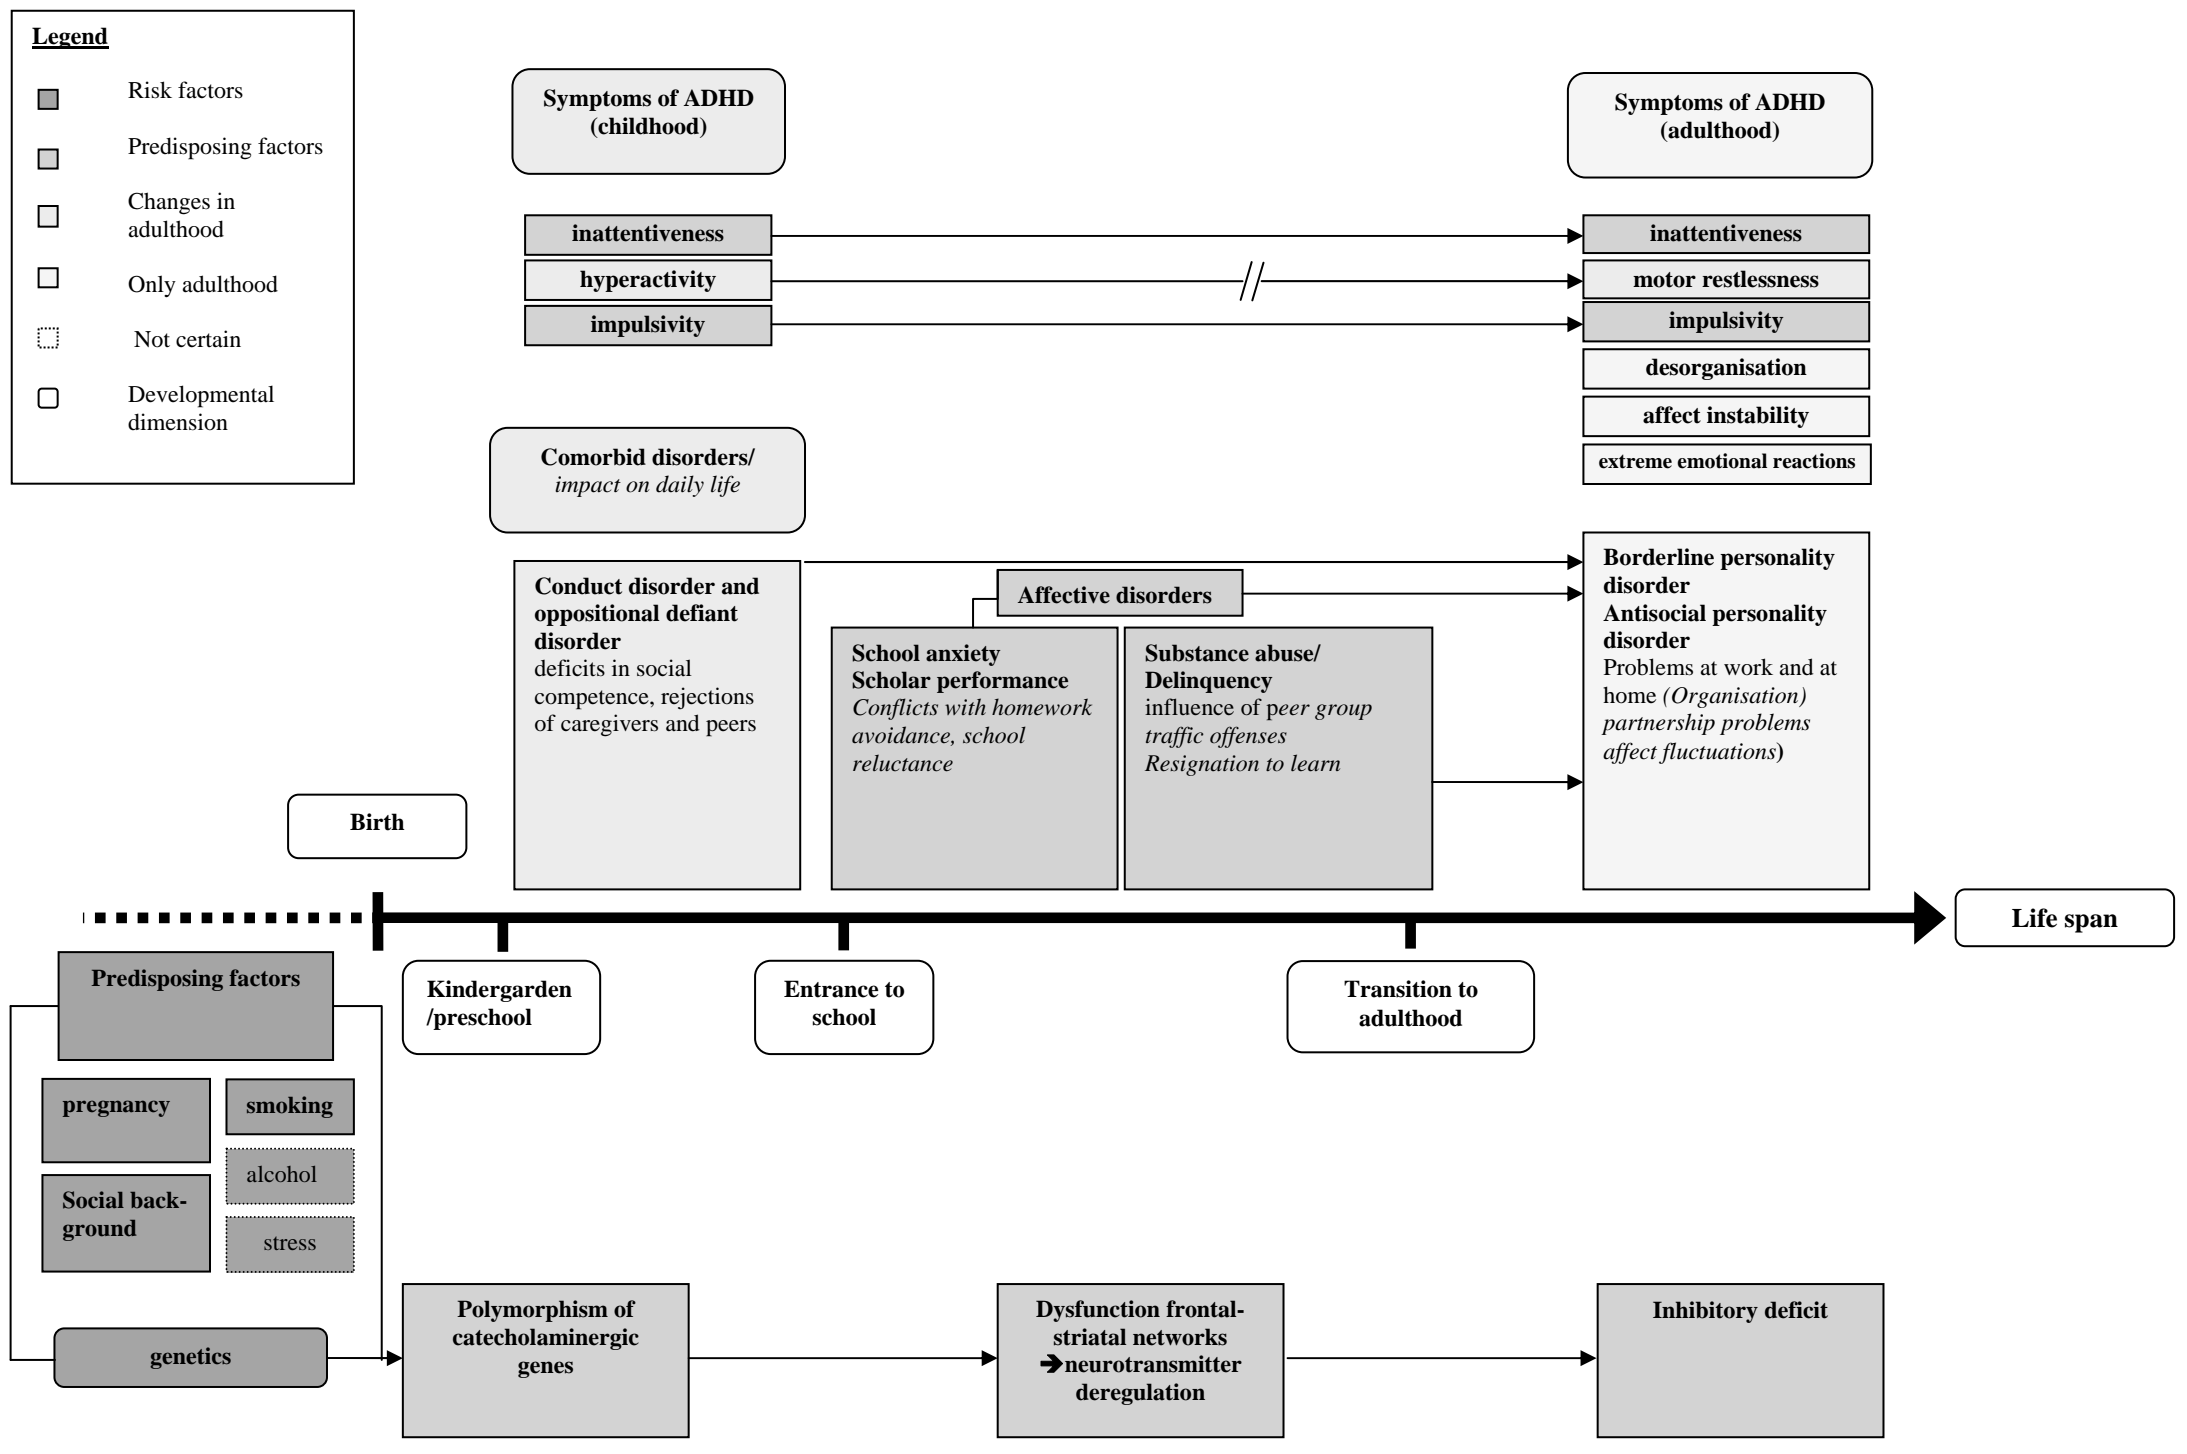 Legend
Risk factors
Predisposing factors
Changes in
adulthood
Only adulthood
Not certain
Developmental
dimension
Symptoms of ADHD
(childhood)
Symptoms of ADHD
(adulthood)
inattentiveness
hyperactivity
impulsivity
inattentiveness
motor restlessness
impulsivity
desorganisation
affect instability
extreme emotional reactions
Comorbid disorders/
impact on daily life
Conduct disorder and
oppositional defiant
disorder
deficits in social
competence, rejections
of caregivers and peers
Affective disorders
School anxiety
Scholar performance
Conflicts with homework
avoidance, school
reluctance
Substance abuse/
Delinquency
influence of peer group
traffic offenses
Resignation to learn
Borderline personality
disorder
Antisocial personality
disorder
Problems at work and at
home (Organisation)
partnership problems
affect fluctuations)
Birth
Life span
Kindergarden
/preschool
Entrance to
school
Transition to
adulthood
Predisposing factors
pregnancy
smoking
alcohol
Social back-
ground
stress
genetics
Polymorphism of
catecholaminergic
genes
Dysfunction frontal-
striatal networks
➔neurotransmitter
deregulation
Inhibitory deficit